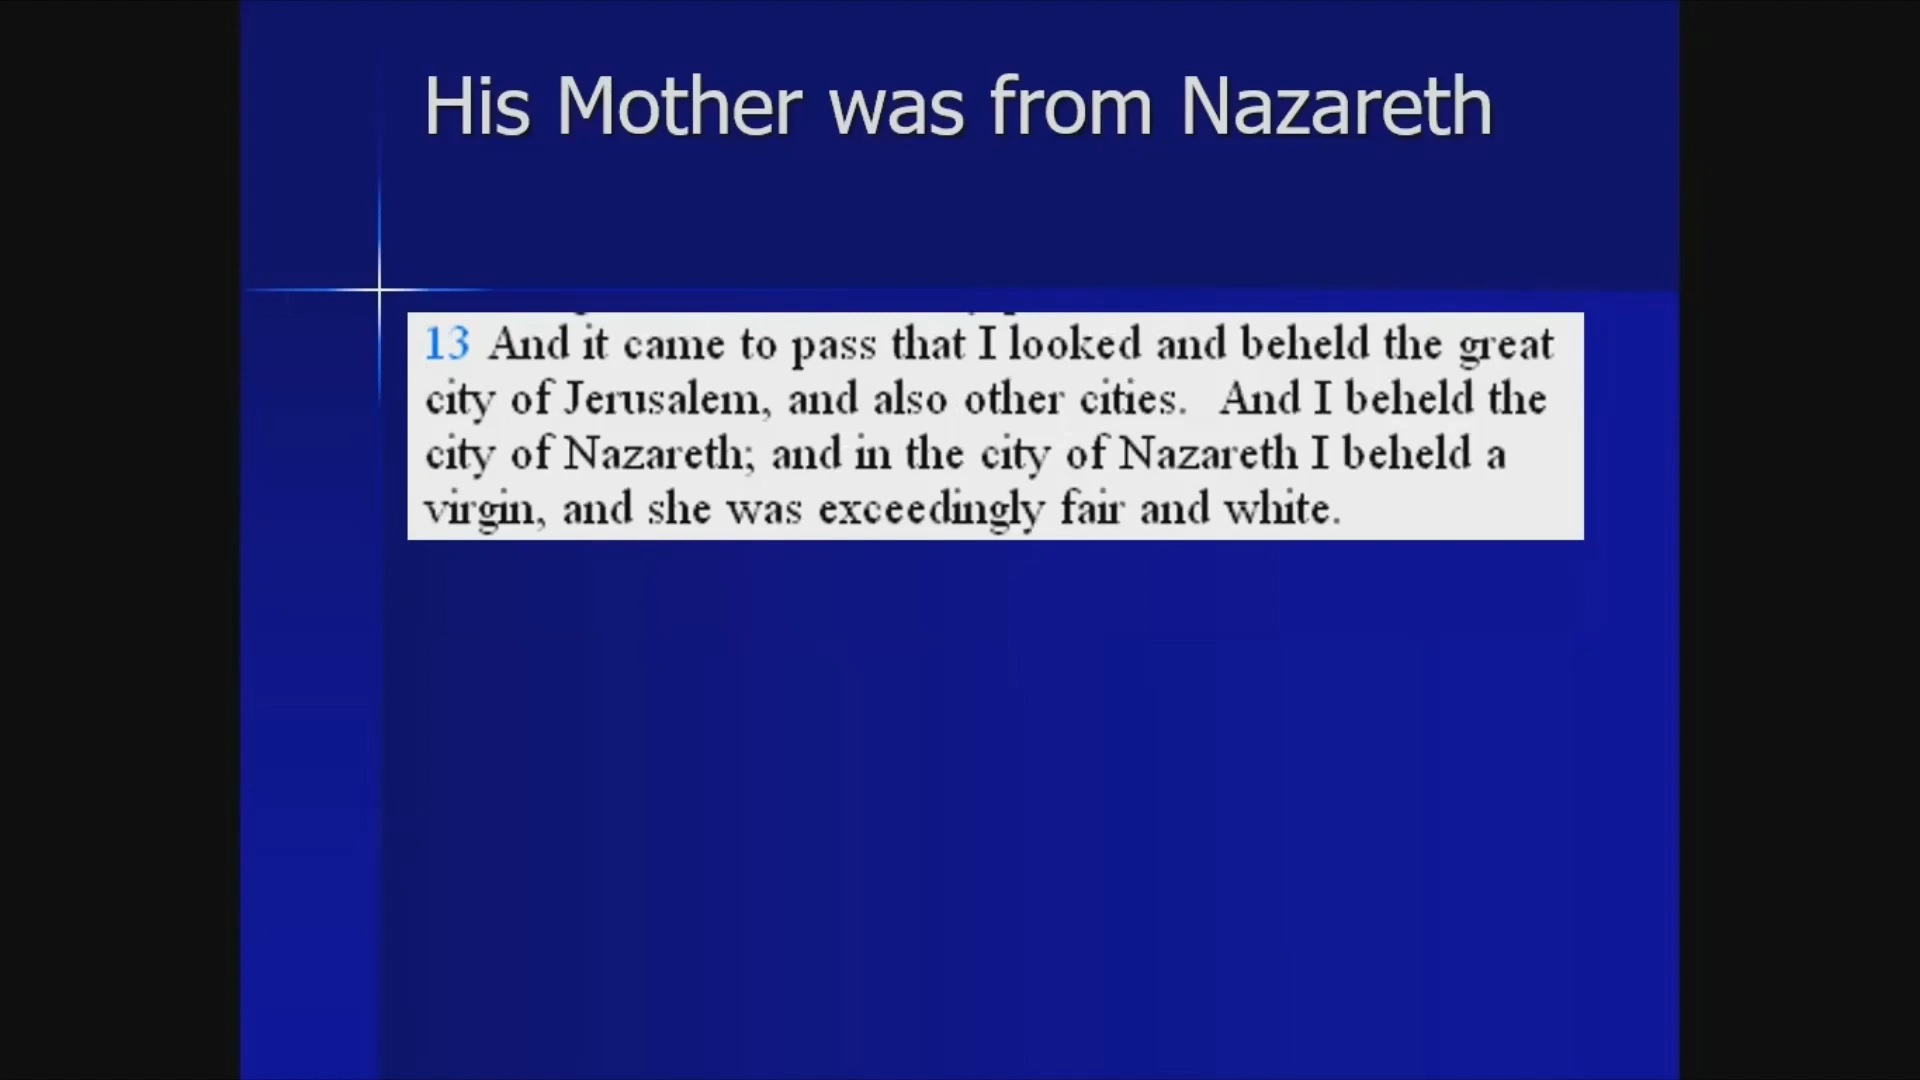 His Mother was from Nazareth
13 And it came to pass that I looked and beheld the great
city of Jerusalem, and also other cities. And I beheld the
city of Nazareth; and in the city of Nazareth I beheld a
virgin, and she was exceedingly fair and white.